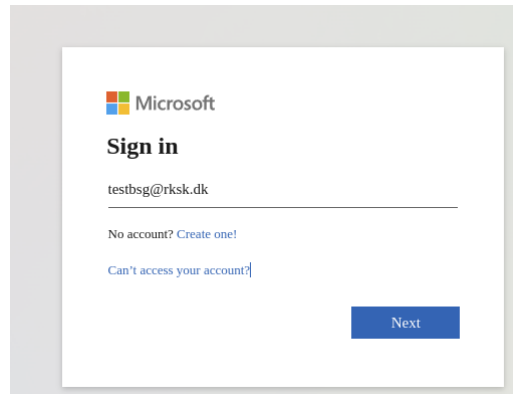 Microsoft
Sign in
testbsg@rksk.dk
No account? Create one!
Can’t access your account?
Next